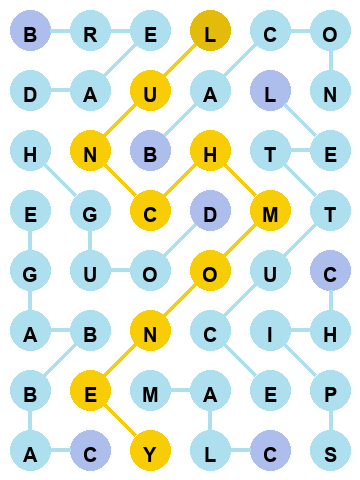 B R E L C O
D A U A L N
H N B H T E
E G C D M T
G U O O U C
A B N C I H
B E M A E P
A C Y L C S